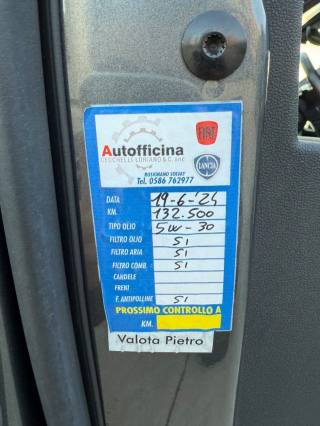 Autofficina
CECCHELLI LORIANO & C. snc
ROSIGNANO SOLVAY
Tel. 0586 762977
FIAT
LANCIA
DATA 19-6-'24
KM. 132.500
TIPO OLIO 5W-30
FILTRO OLIO SI
FILTRO ARIA SI
FILTRO COMB. SI
CANDELE
FRENI
F. ANTIPOLLINE SI
PROSSIMO CONTROLLO A
KM.
Valota Pietro